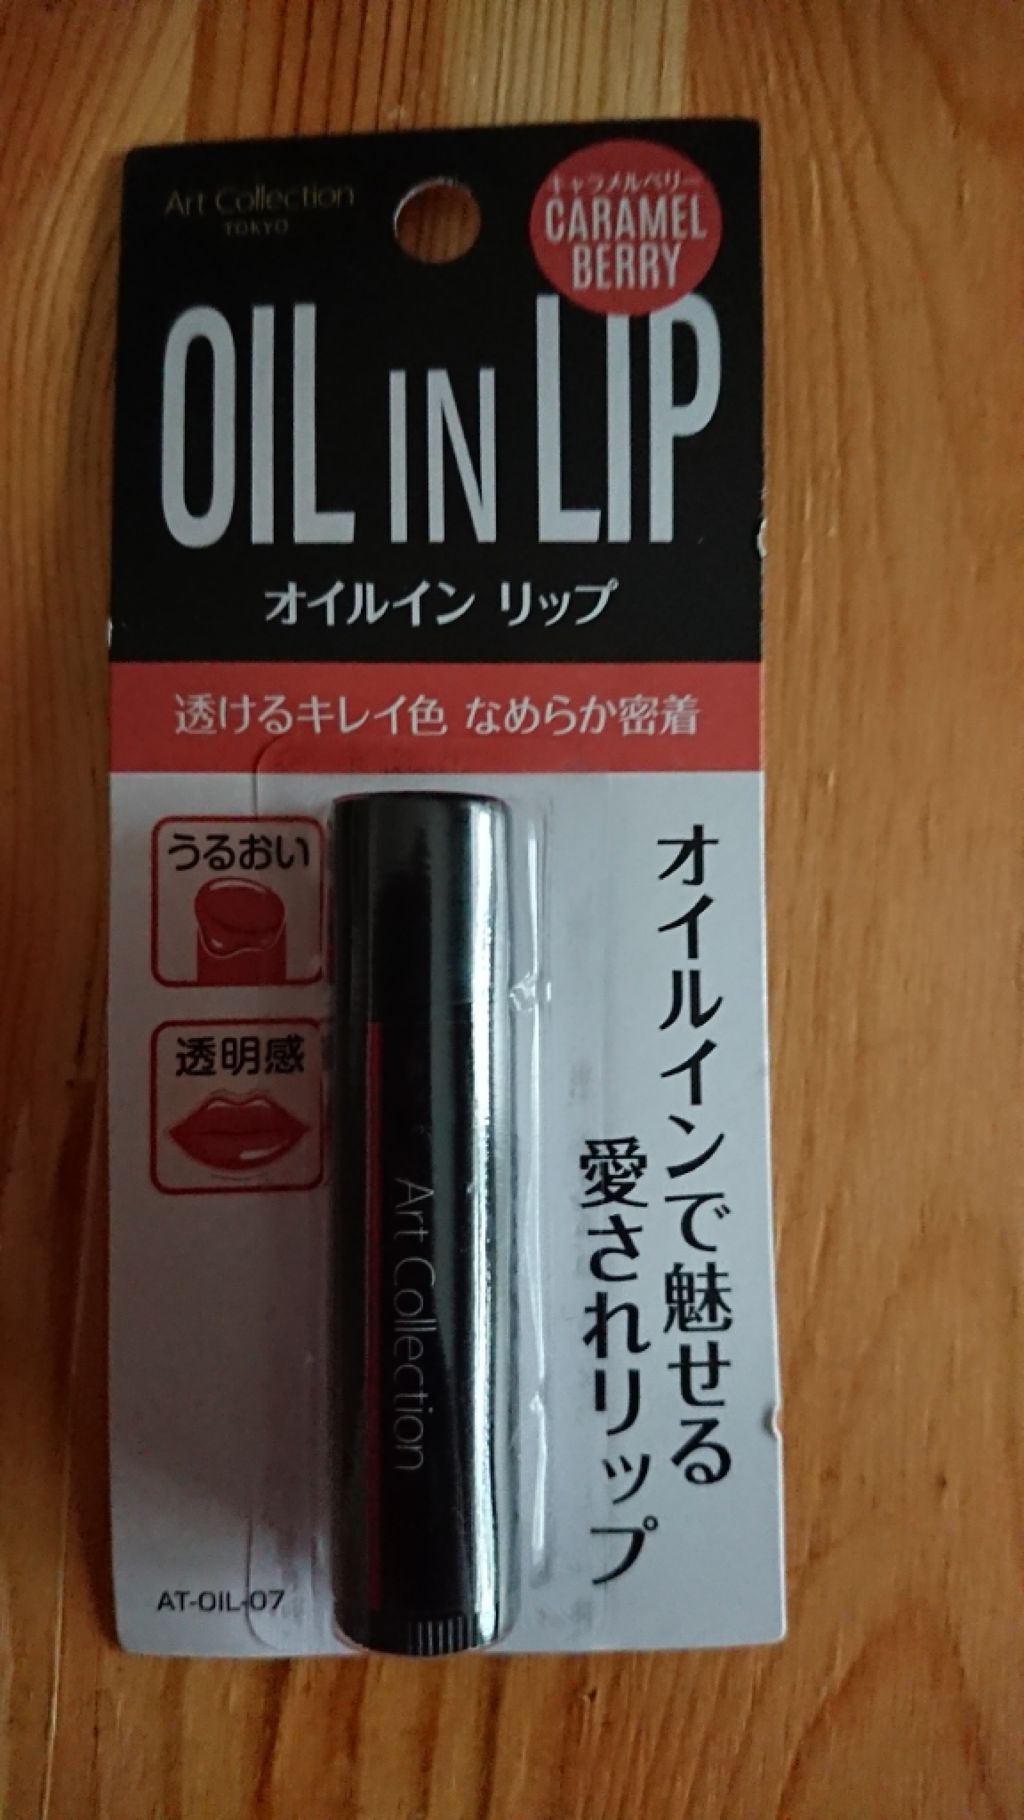 Art Collection
TOKYO
キャラメルベリー
CARAMEL
BERRY
OIL IN LIP
オイルイン リップ
透けるキレイ色 なめらか密着
うるおい
透明感
オイルインで魅せる
愛されリップ
Art Collection
AT-OIL-07